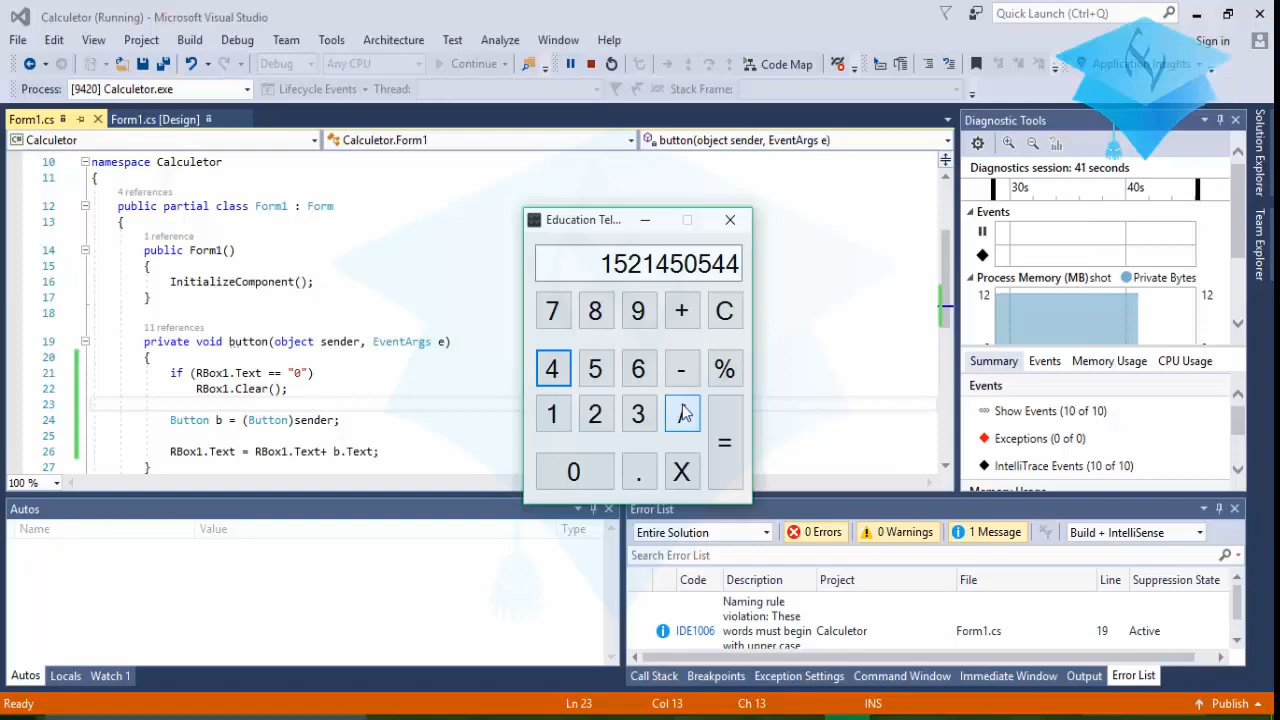 Calculetor (Running) - Microsoft Visual Studio
Quick Launch (Ctrl+Q)
File Edit View Project Build Debug Team Tools Architecture Test Analyze Window Help
Sign in
Debug Any CPU Continue Code Map Application Insights
Process: [9420] Calculetor.exe Lifecycle Events Thread: Stack Frame:
Form1.cs Form1.cs [Design]
Calculetor Calculetor.Form1 button(object sender, EventArgs e)
10 namespace Calculetor
11 {
4 references
12 public partial class Form1 : Form
13 {
1 reference
14 public Form1()
15 {
16 InitializeComponent();
17 }
18
11 references
19 private void button(object sender, EventArgs e)
20 {
21 if (RBox1.Text == "0")
22 RBox1.Clear();
23
24 Button b = (Button)sender;
25
26 RBox1.Text = RBox1.Text+ b.Text;
27 }
100 %
Education Tel...
1521450544
7 8 9 + C
4 5 6 - %
1 2 3 /
=
0 . X
Diagnostic Tools
Diagnostics session: 41 seconds
30s 40s
Events
Process Memory (MB) shot Private Bytes
12 12
0 0
Summary Events Memory Usage CPU Usage
Events
Show Events (10 of 10)
Exceptions (0 of 0)
IntelliTrace Events (10 of 10)
Solution Explorer
Team Explorer
Autos
Name Value Type
Autos Locals Watch 1
Error List
Entire Solution 0 Errors 0 Warnings 1 Message Build + IntelliSense
Search Error List
Code Description Project File Line Suppression State
Naming rule
violation: These
IDE1006 words must begin Calculetor Form1.cs 19 Active
with upper case
Call Stack Breakpoints Exception Settings Command Window Immediate Window Output Error List
Ready Ln 23 Col 13 Ch 13 INS Publish